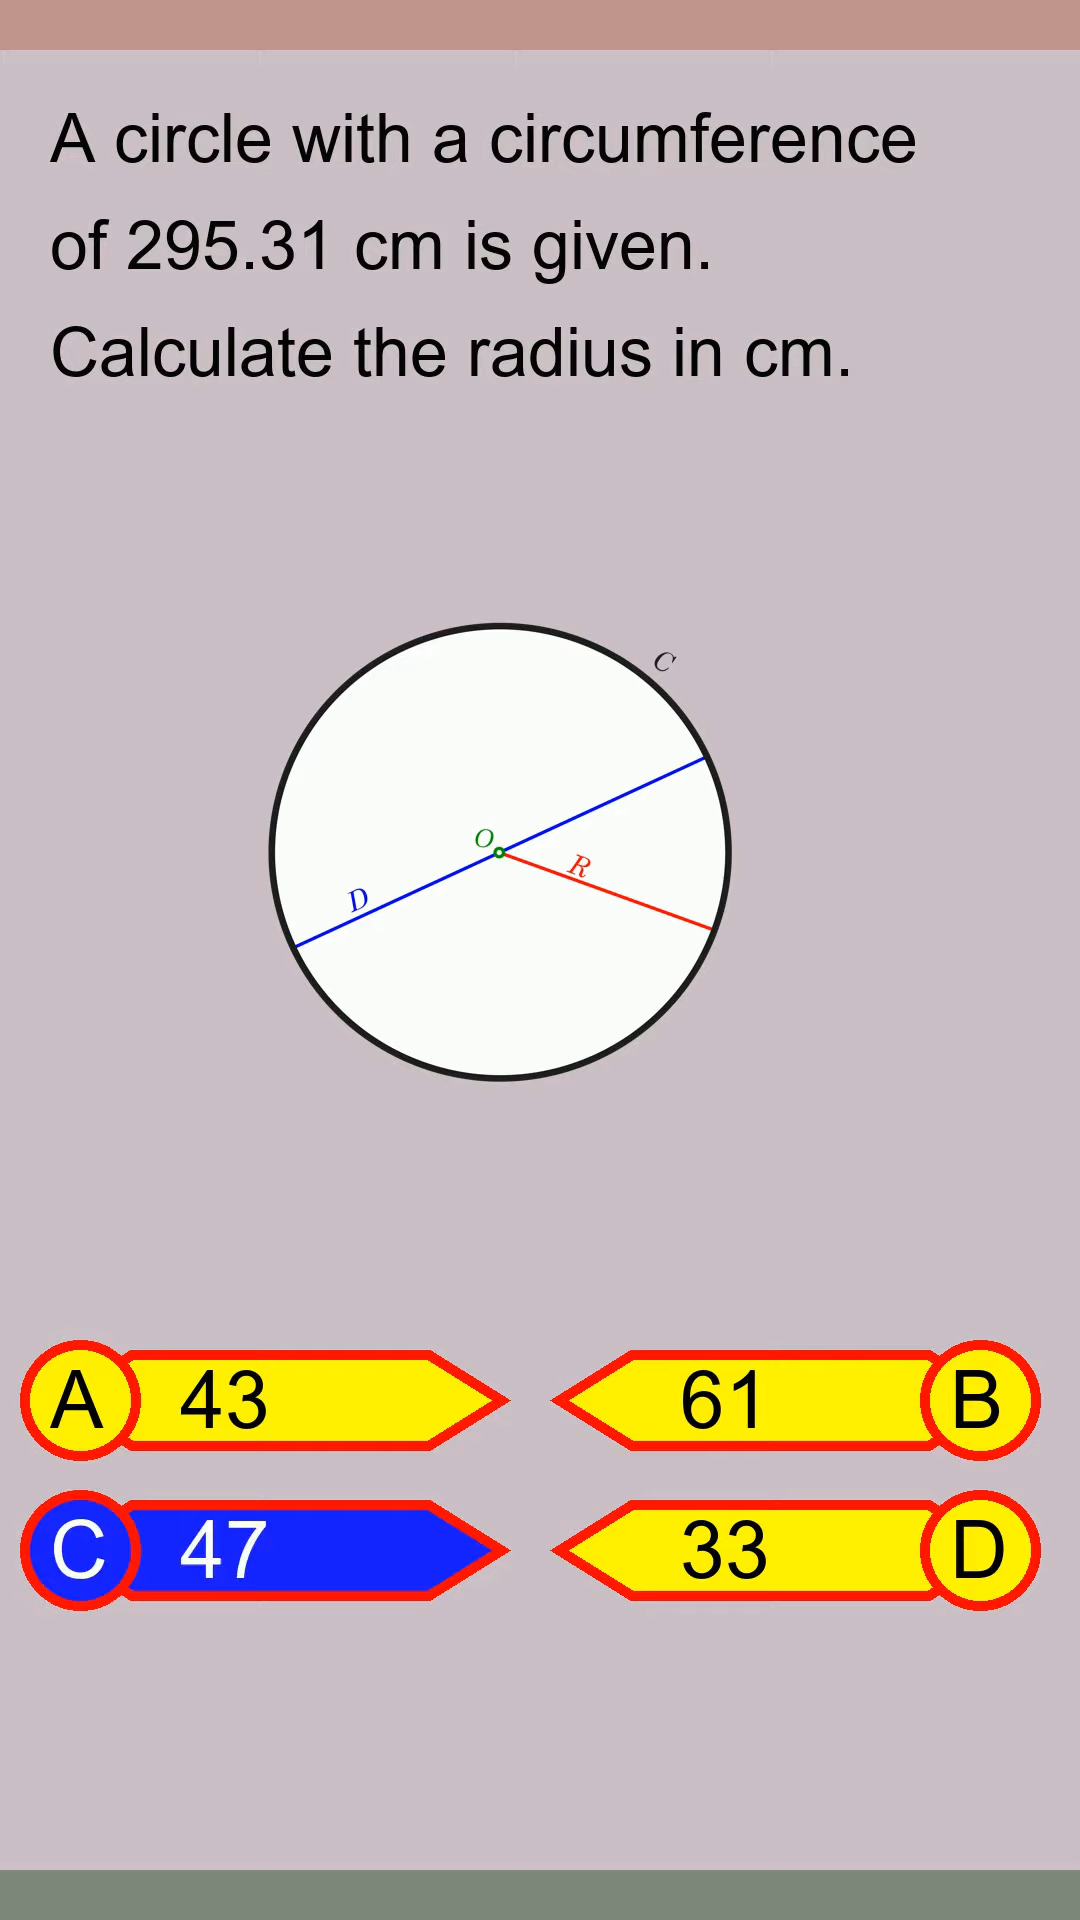 A circle with a circumference
of 295.31 cm is given.
Calculate the radius in cm.
C
O
R
D
A 43
61 B
C 47
33 D